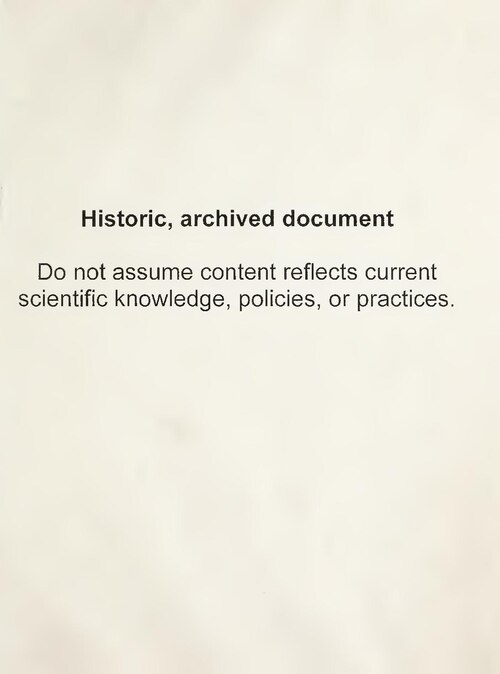 Historic, archived document
Do not assume content reflects current
scientific knowledge, policies, or practices.